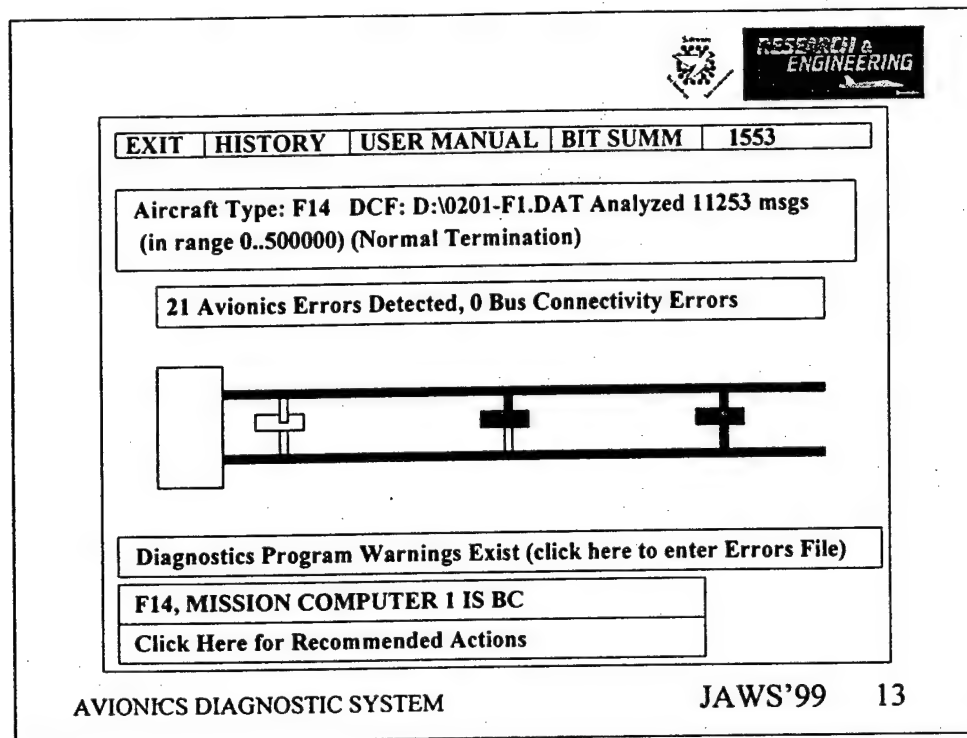 RESEARCH &
ENGINEERING
EXIT HISTORY USER MANUAL BIT SUMM 1553
Aircraft Type: F14 DCF: D:\0201-F1.DAT Analyzed 11253 msgs
(in range 0..500000) (Normal Termination)
21 Avionics Errors Detected, 0 Bus Connectivity Errors
Diagnostics Program Warnings Exist (click here to enter Errors File)
F14, MISSION COMPUTER 1 IS BC
Click Here for Recommended Actions
AVIONICS DIAGNOSTIC SYSTEM JAWS'99 13